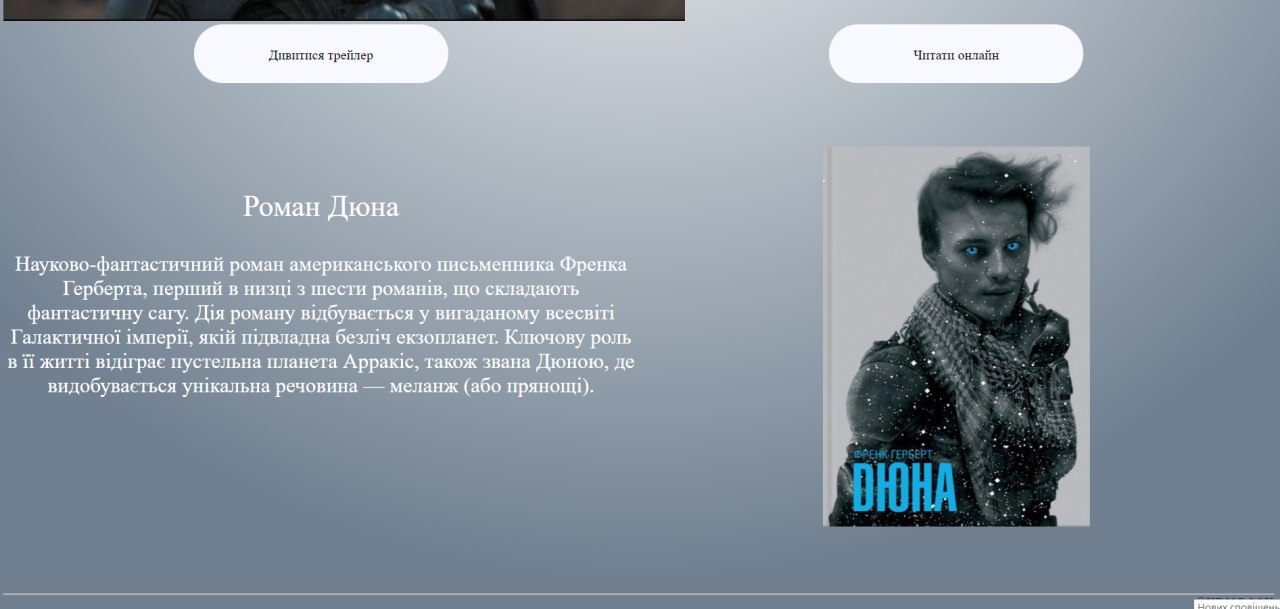 Дивитися трейлер
Читати онлайн
Роман Дюна
Науково-фантастичний роман американського письменника Френка
Герберта, перший в низці з шести романів, що складають
фантастичну сагу. Дія роману відбувається у вигаданому всесвіті
Галактичної імперії, якій підвладна безліч екзопланет. Ключову роль
в її житті відіграє пустельна планета Арракіс, також звана Дюною, де
видобувається унікальна речовина — меланж (або прянощі).
ФРЕНК ГЕРБЕРТ
ДЮНА
Нових сповіщень